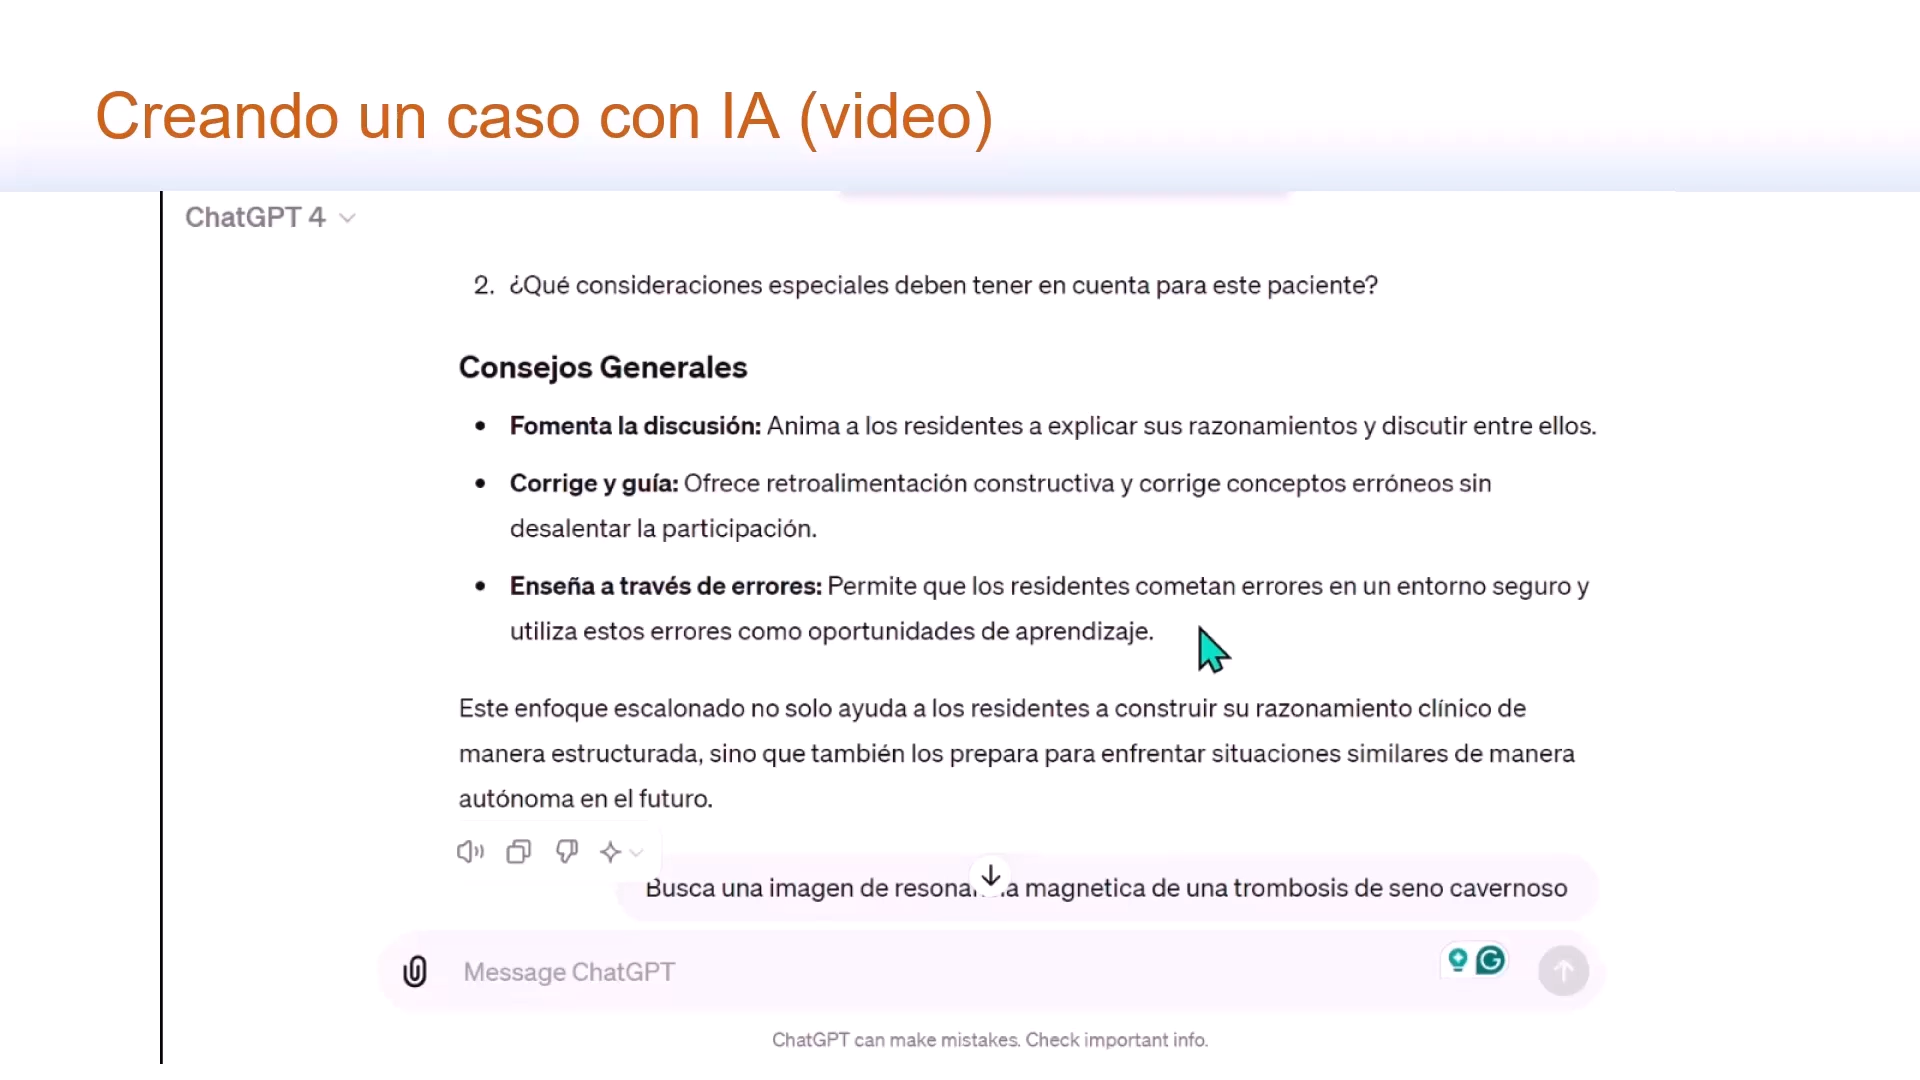 Creando un caso con IA (video)
ChatGPT 4
2. ¿Qué consideraciones especiales deben tener en cuenta para este paciente?
Consejos Generales
• Fomenta la discusión: Anima a los residentes a explicar sus razonamientos y discutir entre ellos.
• Corrige y guía: Ofrece retroalimentación constructiva y corrige conceptos erróneos sin
desalentar la participación.
• Enseña a través de errores: Permite que los residentes cometan errores en un entorno seguro y
utiliza estos errores como oportunidades de aprendizaje.
Este enfoque escalonado no solo ayuda a los residentes a construir su razonamiento clínico de
manera estructurada, sino que también los prepara para enfrentar situaciones similares de manera
autónoma en el futuro.
Busca una imagen de magnetica de una trombosis de seno cavernoso
Message ChatGPT
ChatGPT can make mistakes. Check important info.